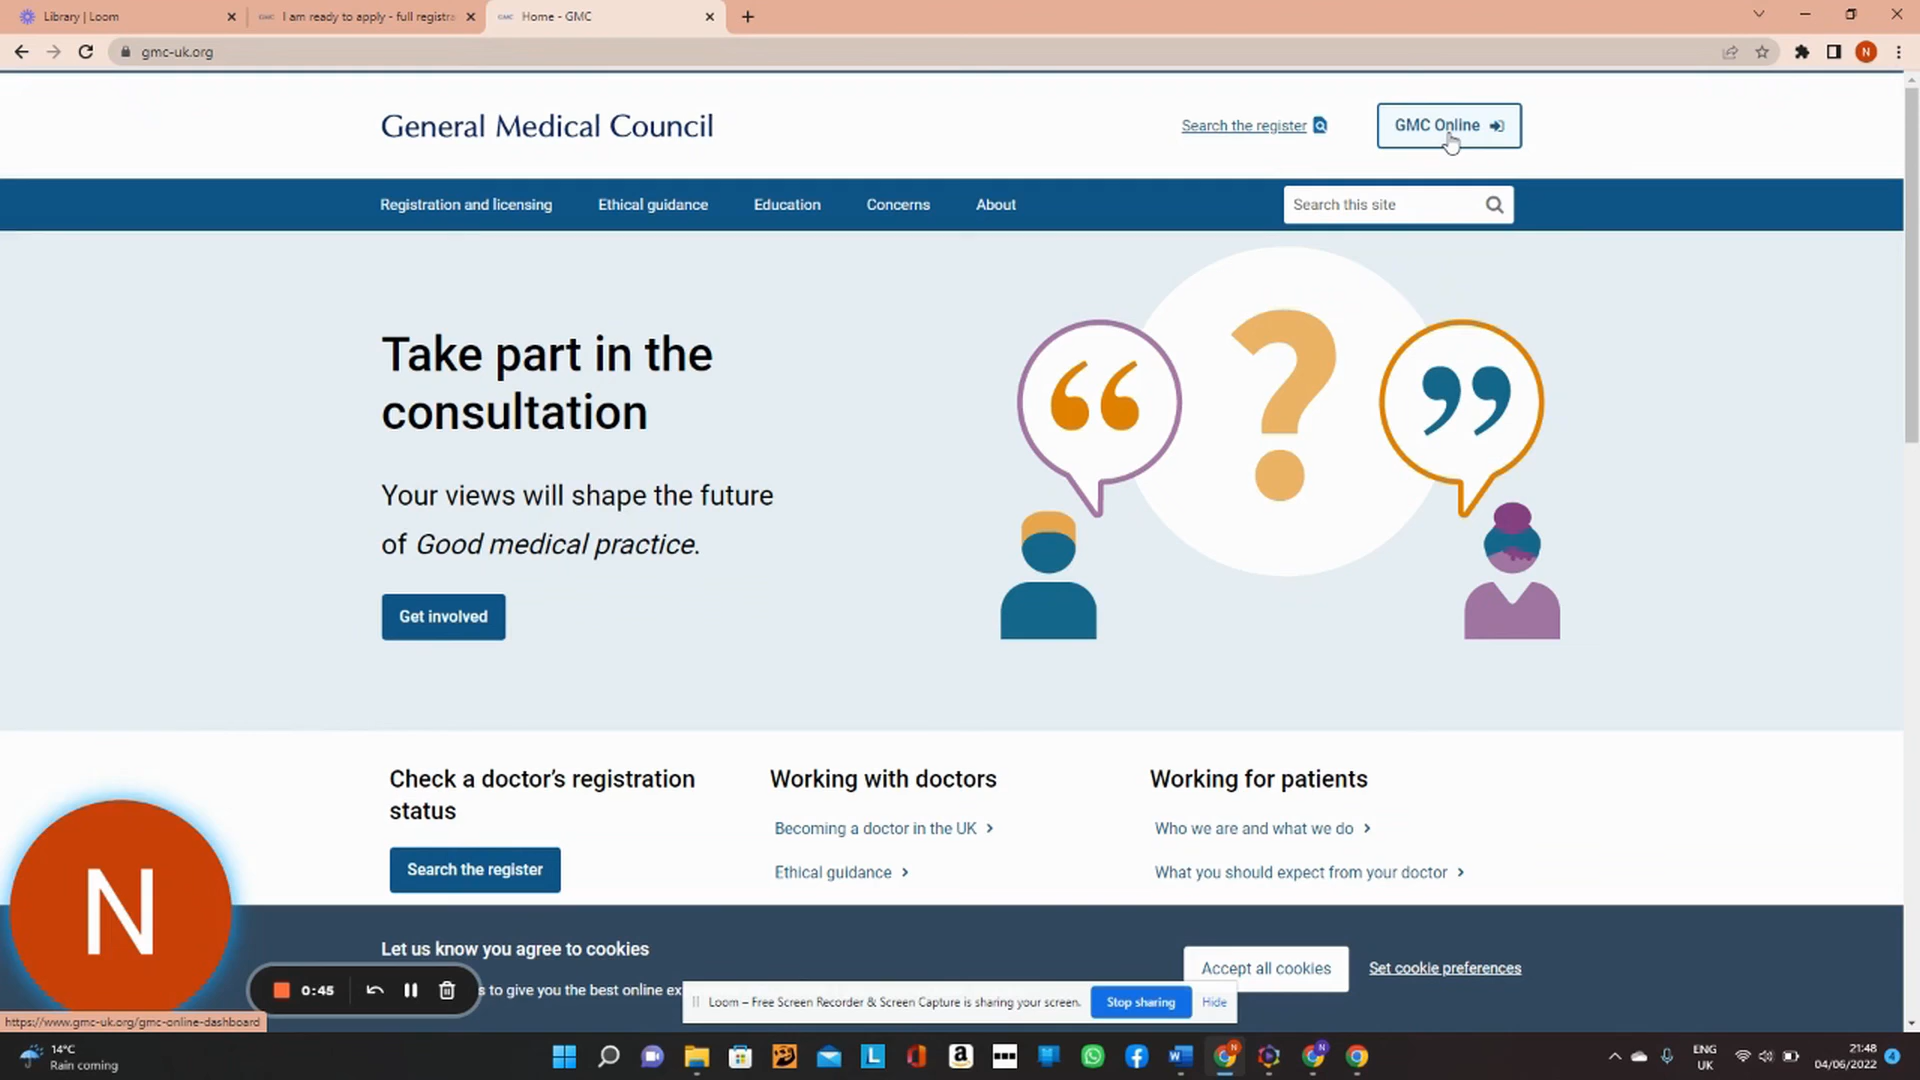 Library | Loom
GMC I am ready to apply - full registra
GMC Home - GMC
gmc-uk.org
N
General Medical Council
Search the register
GMC Online
Registration and licensing
Ethical guidance
Education
Concerns
About
Search this site
“ ? ”
Take part in the
consultation
Your views will shape the future
of Good medical practice.
Get involved
Check a doctor’s registration
status
Search the register
Working with doctors
Becoming a doctor in the UK
Ethical guidance
Working for patients
Who we are and what we do
What you should expect from your doctor
N
Let us know you agree to cookies
s to give you the best online ex
Accept all cookies
Set cookie preferences
0:45
Loom – Free Screen Recorder & Screen Capture is sharing your screen.
Stop sharing
Hide
https://www.gmc-uk.org/gmc-online-dashboard
14°C
Rain coming
L
a
W
N
N
ENG
UK
21:48
04/06/2022
4